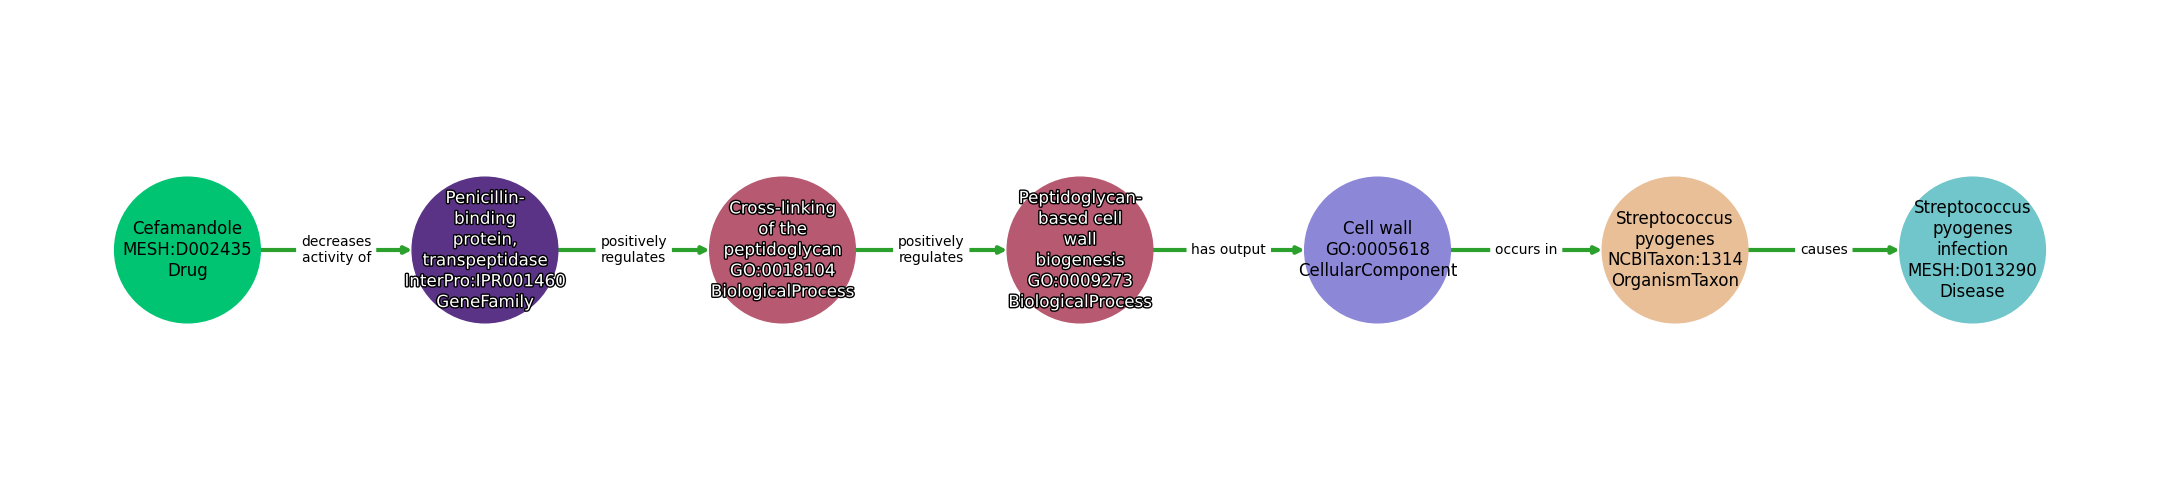 Cefamandole
MESH:D002435
Drug
decreases
activity of
Penicillin-
binding
protein,
transpeptidase
InterPro:IPR001460
GeneFamily
positively
regulates
Cross-linking
of the
peptidoglycan
GO:0018104
BiologicalProcess
positively
regulates
Peptidoglycan-
based cell
wall
biogenesis
GO:0009273
BiologicalProcess
has output
Cell wall
GO:0005618
CellularComponent
occurs in
Streptococcus
pyogenes
NCBITaxon:1314
OrganismTaxon
causes
Streptococcus
pyogenes
infection
MESH:D013290
Disease